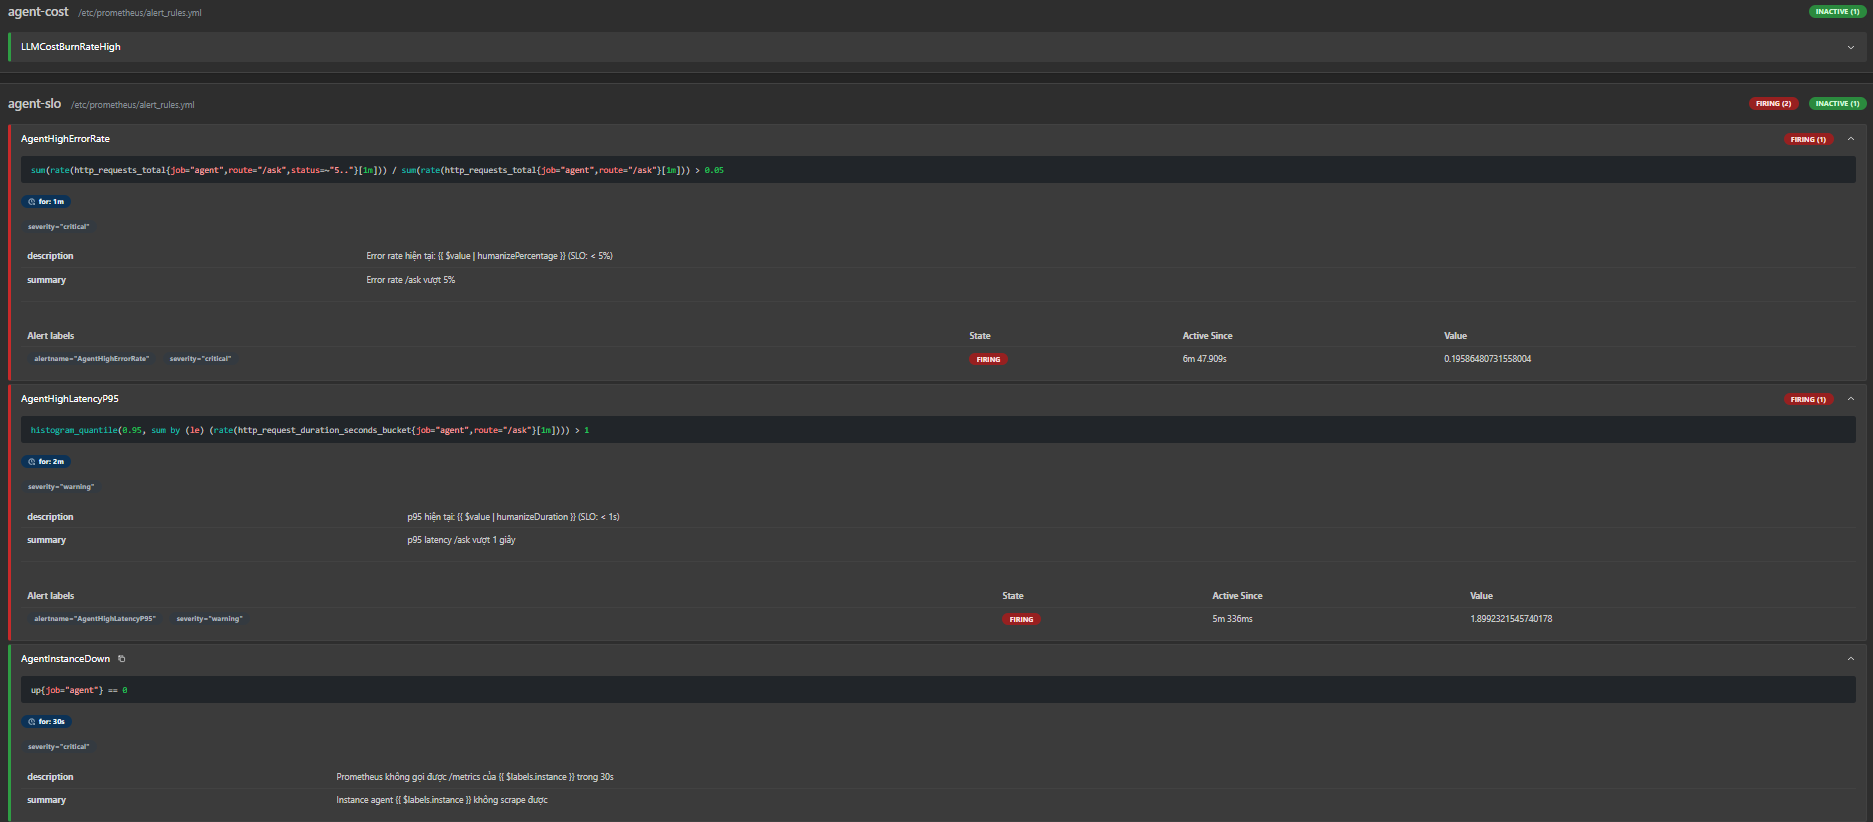 agent-cost /etc/prometheus/alert_rules.yml INACTIVE (1)
LLMCostBurnRateHigh
agent-slo /etc/prometheus/alert_rules.yml FIRING (2) INACTIVE (1)
AgentHighErrorRate FIRING (1)
sum(rate(http_requests_total{job="agent",route="/ask",status=~"5.."}[1m])) / sum(rate(http_requests_total{job="agent",route="/ask"}[1m])) > 0.05
for: 1m
severity="critical"
description Error rate hiện tại: {{ $value | humanizePercentage }} (SLO: < 5%)
summary Error rate /ask vượt 5%
Alert labels State Active Since Value
alertname="AgentHighErrorRate" severity="critical" FIRING 6m 47.909s 0.19586480731558004
AgentHighLatencyP95 FIRING (1)
histogram_quantile(0.95, sum by (le) (rate(http_request_duration_seconds_bucket{job="agent",route="/ask"}[1m]))) > 1
for: 2m
severity="warning"
description p95 hiện tại: {{ $value | humanizeDuration }} (SLO: < 1s)
summary p95 latency /ask vượt 1 giây
Alert labels State Active Since Value
alertname="AgentHighLatencyP95" severity="warning" FIRING 5m 336ms 1.8992321545740178
AgentInstanceDown
up{job="agent"} == 0
for: 30s
severity="critical"
description Prometheus không gọi được /metrics của {{ $labels.instance }} trong 30s
summary Instance agent {{ $labels.instance }} không scrape được